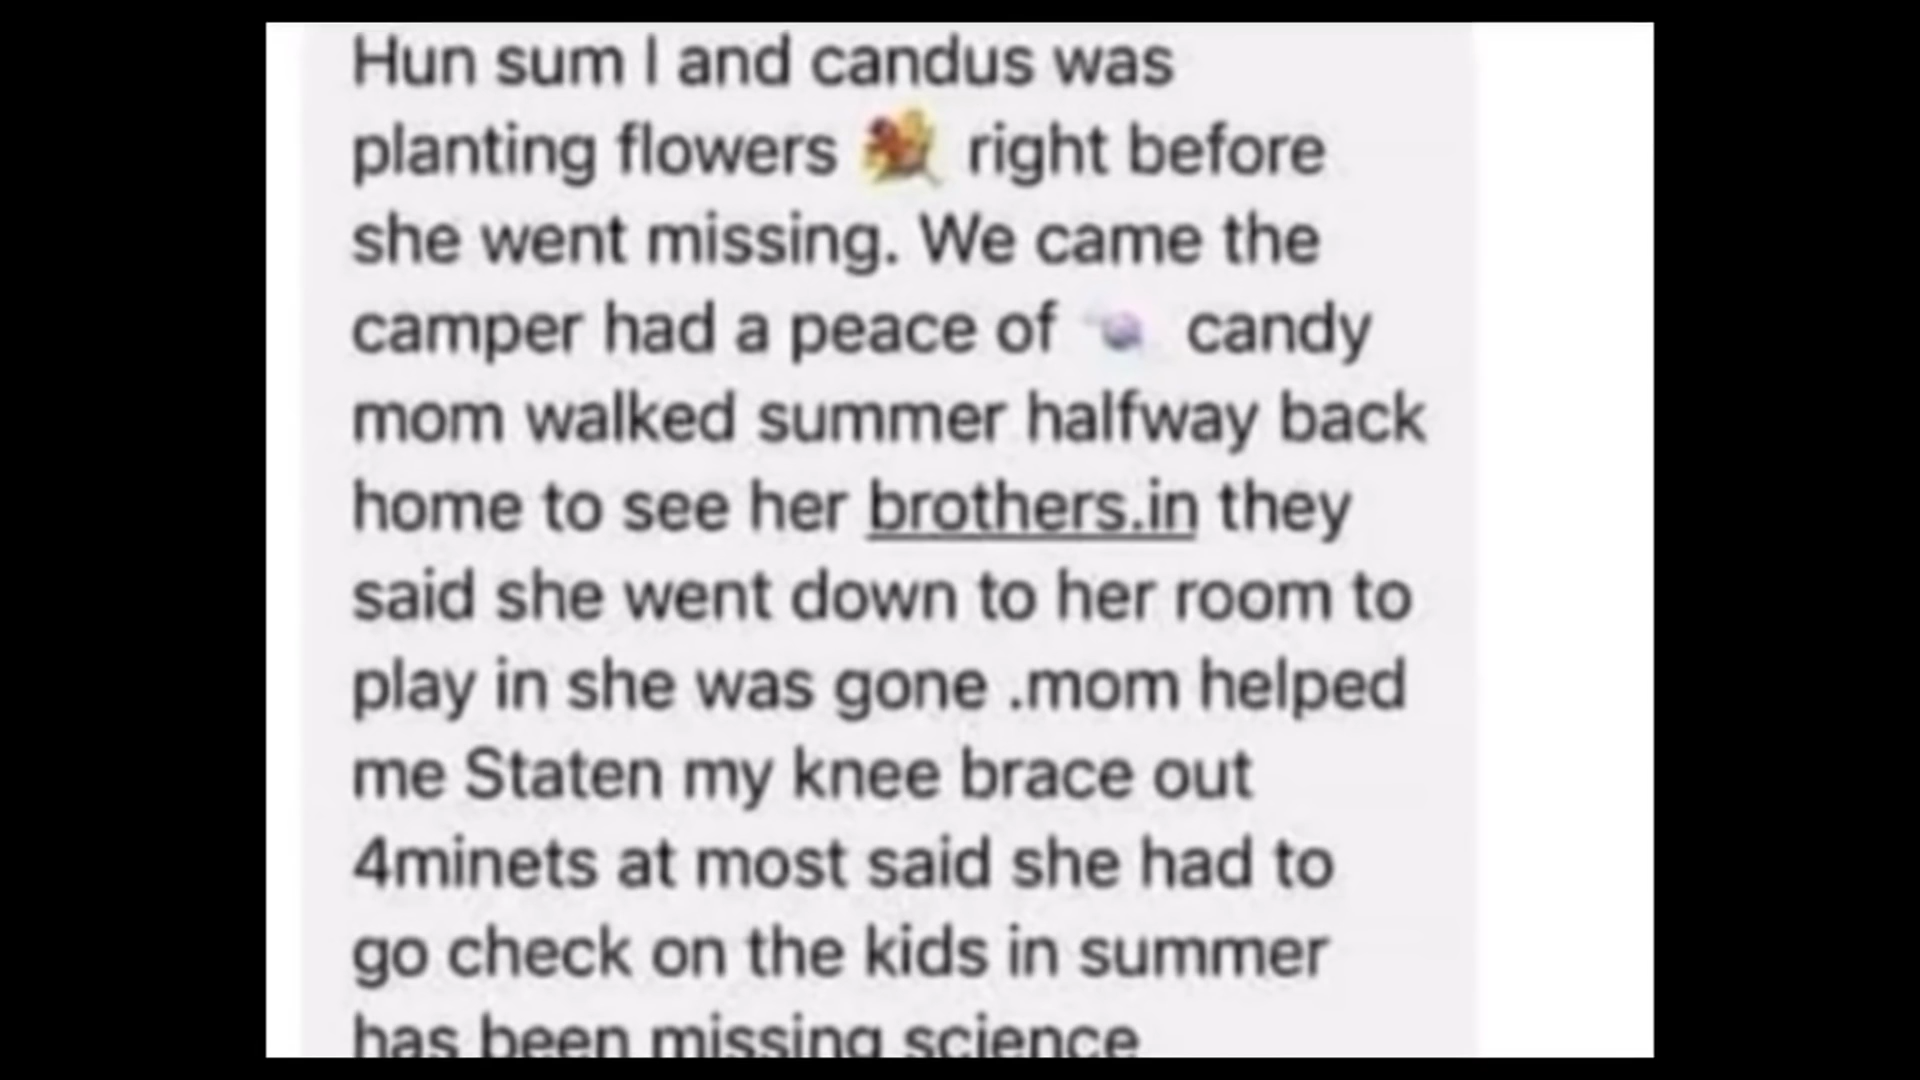 Hun sum I and candus was
planting flowers 🍂 right before
she went missing. We came the
camper had a peace of 🍬 candy
mom walked summer halfway back
home to see her brothers.in they
said she went down to her room to
play in she was gone .mom helped
me Staten my knee brace out
4minets at most said she had to
go check on the kids in summer
has been missing science